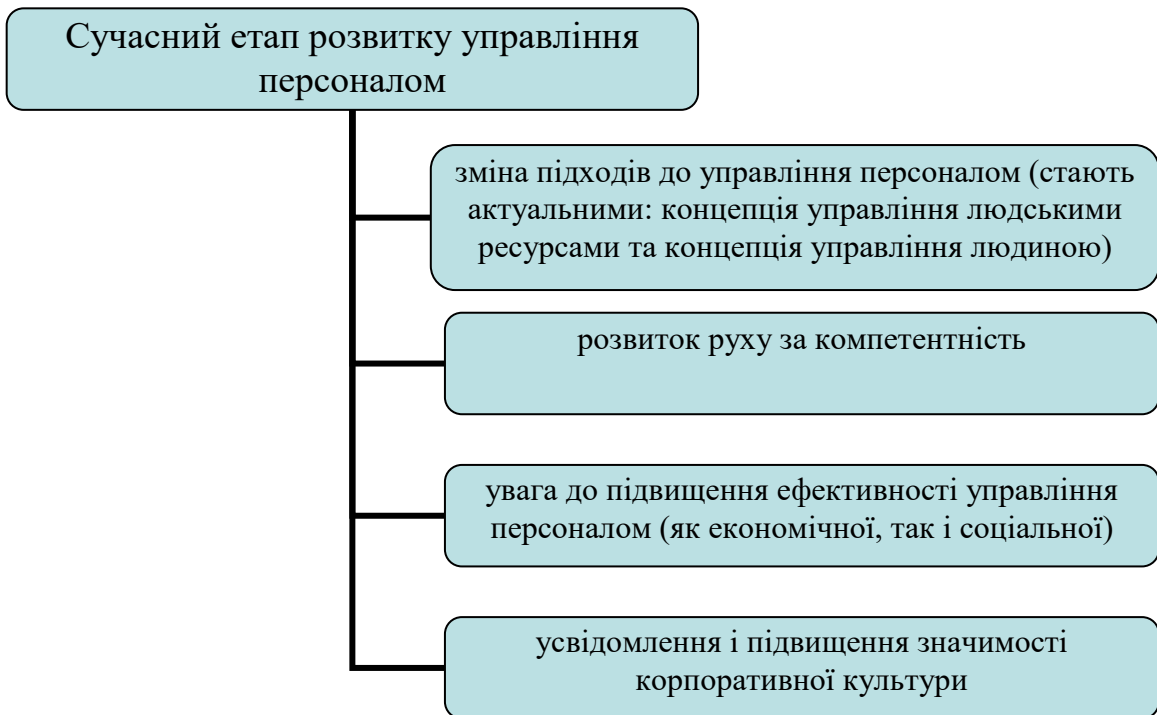 Сучасний етап розвитку управління
персоналом
зміна підходів до управління персоналом (стають
актуальними: концепція управління людськими
ресурсами та концепція управління людиною)
розвиток руху за компетентність
увага до підвищення ефективності управління
персоналом (як економічної, так і соціальної)
усвідомлення і підвищення значимості
корпоративної культури